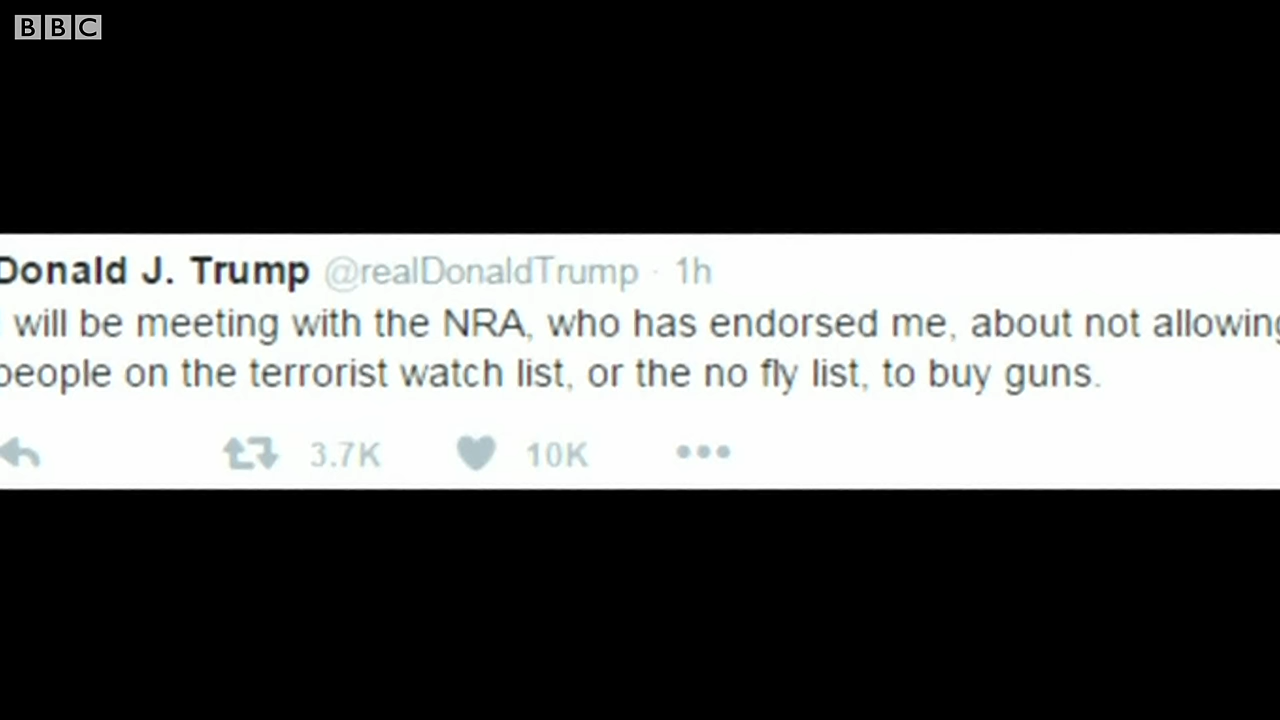 BBC
Donald J. Trump @realDonaldTrump · 1h
I will be meeting with the NRA, who has endorsed me, about not allowing
people on the terrorist watch list, or the no fly list, to buy guns.
3.7K 10K